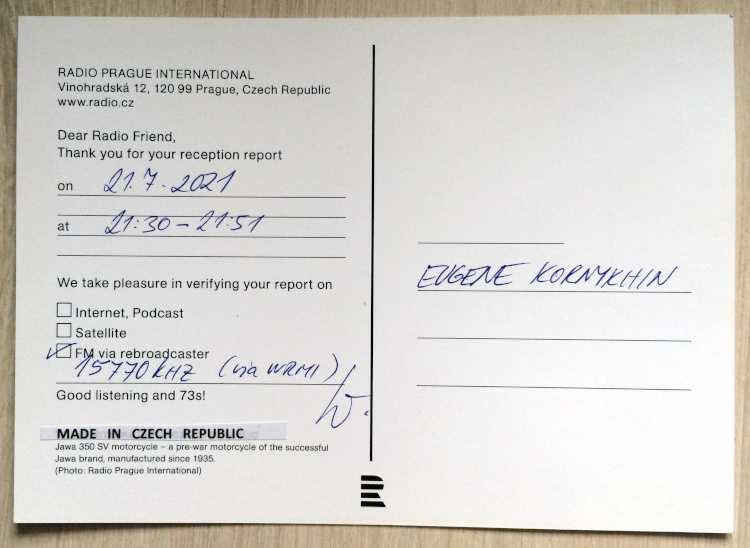 RADIO PRAGUE INTERNATIONAL
Vinohradská 12, 120 99 Prague, Czech Republic
www.radio.cz
Dear Radio Friend,
Thank you for your reception report
on 21.7.2021
at 21:30-21:51
We take pleasure in verifying your report on
Internet, Podcast
Satellite
FM via rebroadcaster
15770 kHz (via WRMI)
Good listening and 73s!
MADE IN CZECH REPUBLIC
Jawa 350 SV motorcycle – a pre-war motorcycle of the successful
Jawa brand, manufactured since 1935.
(Photo: Radio Prague International)
EUGENE KORNYKHIN